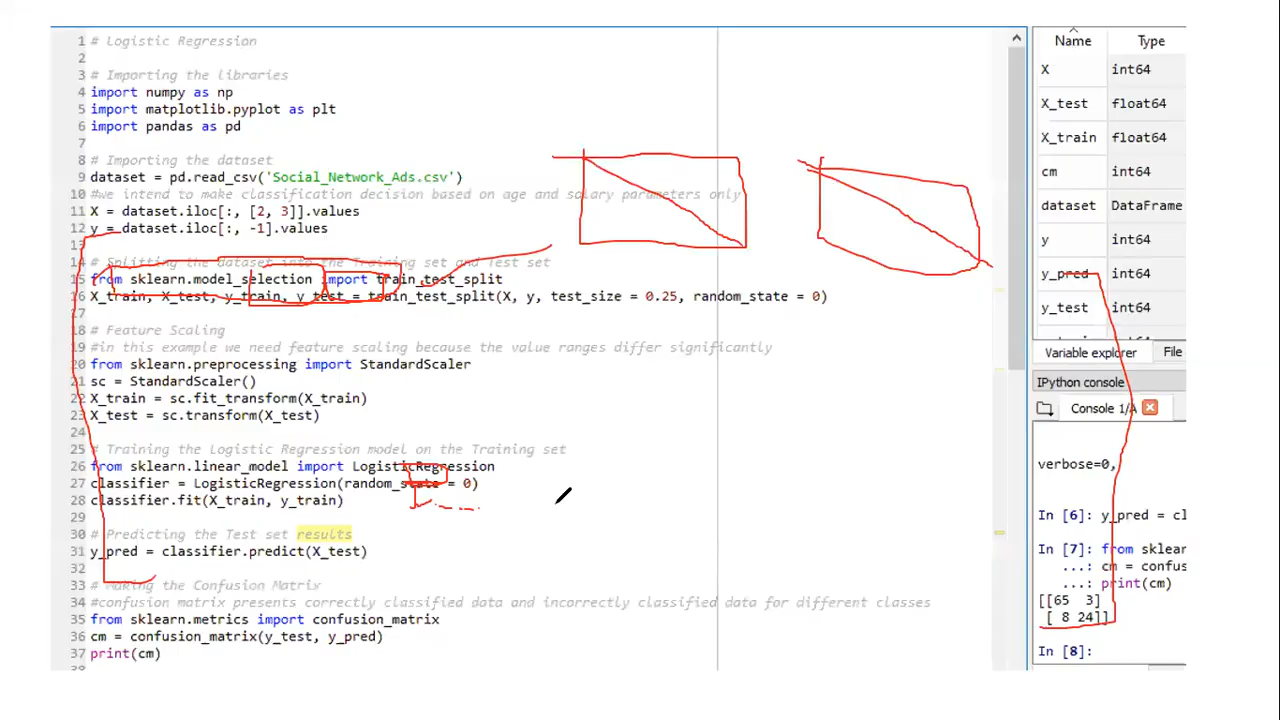 1 # Logistic Regression
2
3 # Importing the libraries
4 import numpy as np
5 import matplotlib.pyplot as plt
6 import pandas as pd
7
8 # Importing the dataset
9 dataset = pd.read_csv('Social_Network_Ads.csv')
10 #we intend to make classification decision based on age and salary parameters only
11 X = dataset.iloc[:, [2, 3]].values
12 y = dataset.iloc[:, -1].values
13
14 # Splitting the dataset into the Training set and Test set
15 from sklearn.model_selection import train_test_split
16 X_train, X_test, y_train, y_test = train_test_split(X, y, test_size = 0.25, random_state = 0)
17
18 # Feature Scaling
19 #in this example we need feature scaling because the value ranges differ significantly
20 from sklearn.preprocessing import StandardScaler
21 sc = StandardScaler()
22 X_train = sc.fit_transform(X_train)
23 X_test = sc.transform(X_test)
24
25 # Training the Logistic Regression model on the Training set
26 from sklearn.linear_model import LogisticRegression
27 classifier = LogisticRegression(random_state = 0)
28 classifier.fit(X_train, y_train)
29
30 # Predicting the Test set results
31 y_pred = classifier.predict(X_test)
32
33 # Making the Confusion Matrix
34 #confusion matrix presents correctly classified data and incorrectly classified data for different classes
35 from sklearn.metrics import confusion_matrix
36 cm = confusion_matrix(y_test, y_pred)
37 print(cm)
38
Name Type
X int64
X_test float64
X_train float64
cm int64
dataset DataFrame
y int64
y_pred int64
y_test int64
Variable explorer File
IPython console
Console 1/A
verbose=0,
In [6]: y_pred = cl
In [7]: from sklearn
...: cm = confus
...: print(cm)
[[65 3]
[ 8 24]]
In [8]: